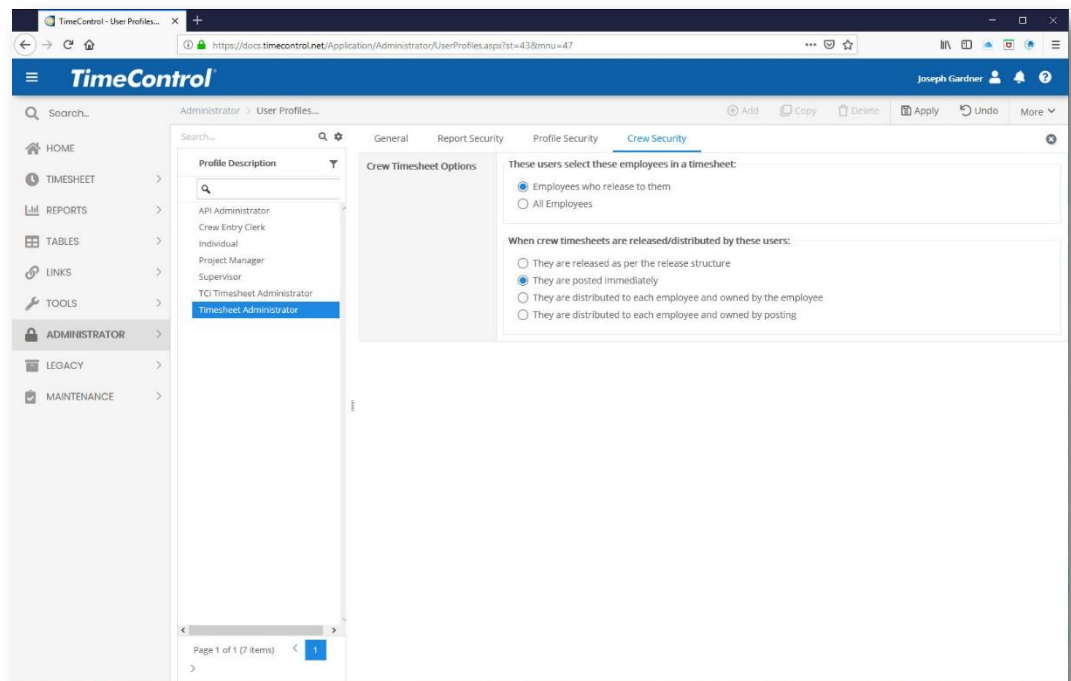 TimeControl - User Profiles...
https://docs.timecontrol.net/Application/Administrator/UserProfiles.aspx?st=43&mnu=47
TimeControl
Joseph Gardner
Search...
Administrator > User Profiles...
Add
Copy
Delete
Apply
Undo
More
HOME
TIMESHEET
REPORTS
TABLES
LINKS
TOOLS
ADMINISTRATOR
LEGACY
MAINTENANCE
Search...
Profile Description
API Administrator
Crew Entry Clerk
Individual
Project Manager
Supervisor
TCI Timesheet Administrator
Timesheet Administrator
Page 1 of 1 (7 items)
1
General
Report Security
Profile Security
Crew Security
Crew Timesheet Options
These users select these employees in a timesheet:
Employees who release to them
All Employees
When crew timesheets are released/distributed by these users:
They are released as per the release structure
They are posted immediately
They are distributed to each employee and owned by the employee
They are distributed to each employee and owned by posting